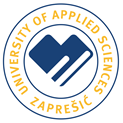 UNIVERSITY OF APPLIED SCIENCES
ZAPREŠIĆ